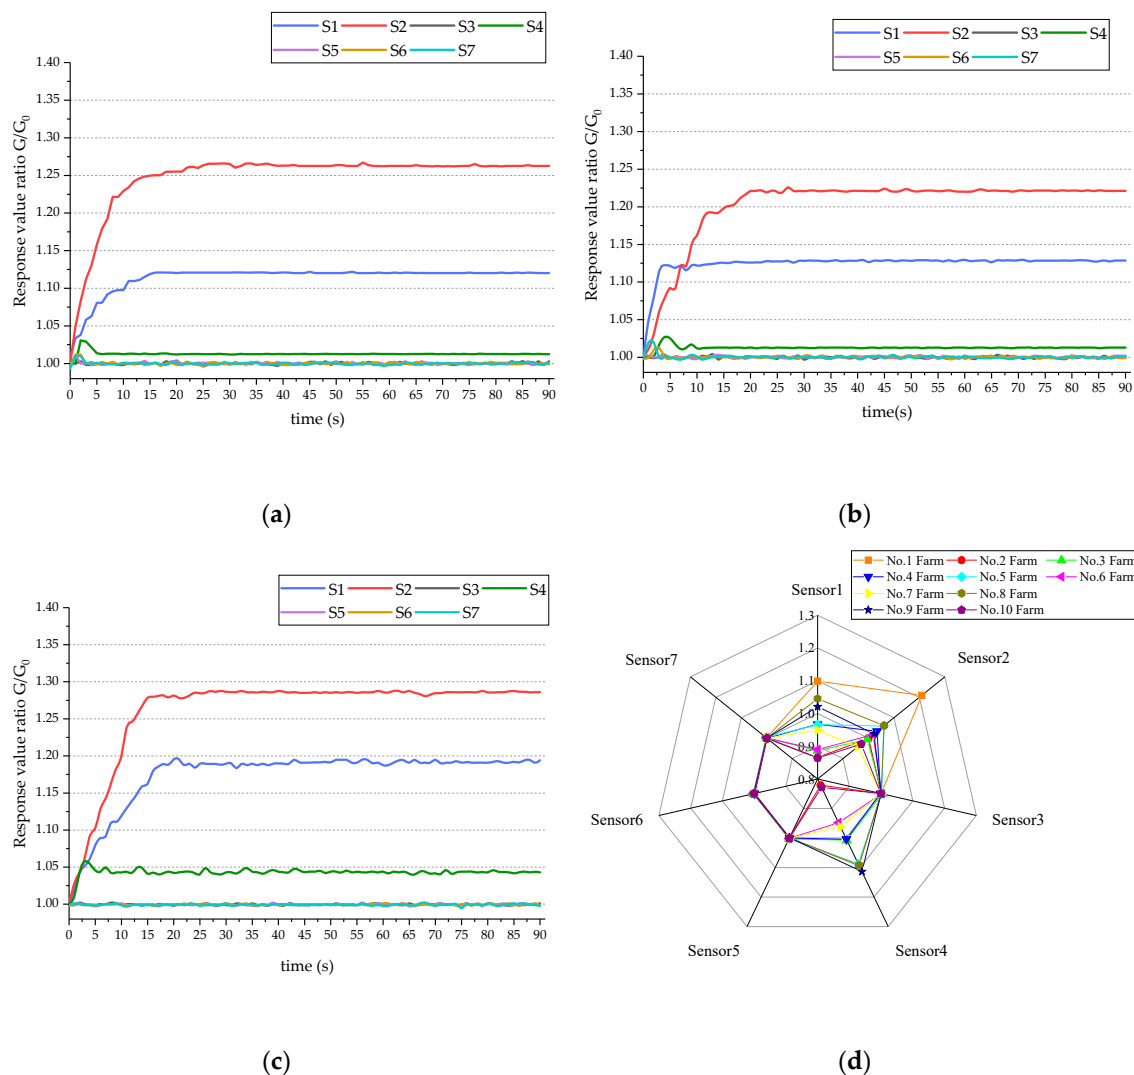 S1 S2 S3 S4
S5 S6 S7
1.40
1.35
1.30
1.25
1.20
1.15
1.10
1.05
1.00
Response value ratio G/G0
0 5 10 15 20 25 30 35 40 45 50 55 60 65 70 75 80 85 90
time (s)
(a)
S1 S2 S3 S4
S5 S6 S7
1.40
1.35
1.30
1.25
1.20
1.15
1.10
1.05
1.00
Response value ratio G/G0
0 5 10 15 20 25 30 35 40 45 50 55 60 65 70 75 80 85 90
time(s)
(b)
S1 S2 S3 S4
S5 S6 S7
1.40
1.35
1.30
1.25
1.20
1.15
1.10
1.05
1.00
Response value ratio G/G0
0 5 10 15 20 25 30 35 40 45 50 55 60 65 70 75 80 85 90
time (s)
(c)
No.1 Farm No.2 Farm No.3 Farm
No.4 Farm No.5 Farm No.6 Farm
No.7 Farm No.8 Farm
No.9 Farm No.10 Farm
Sensor1
Sensor2
Sensor3
Sensor4
Sensor5
Sensor6
Sensor7
1.3
1.2
1.1
1.0
0.9
0.8
(d)